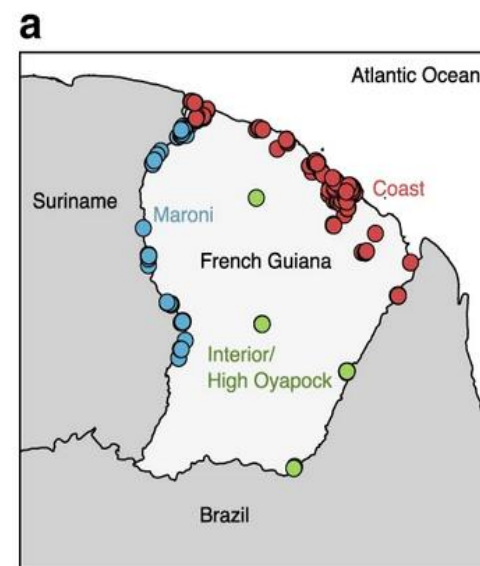 a
Atlantic Ocean
Suriname
Maroni
Coast
French Guiana
Interior/
High Oyapock
Brazil